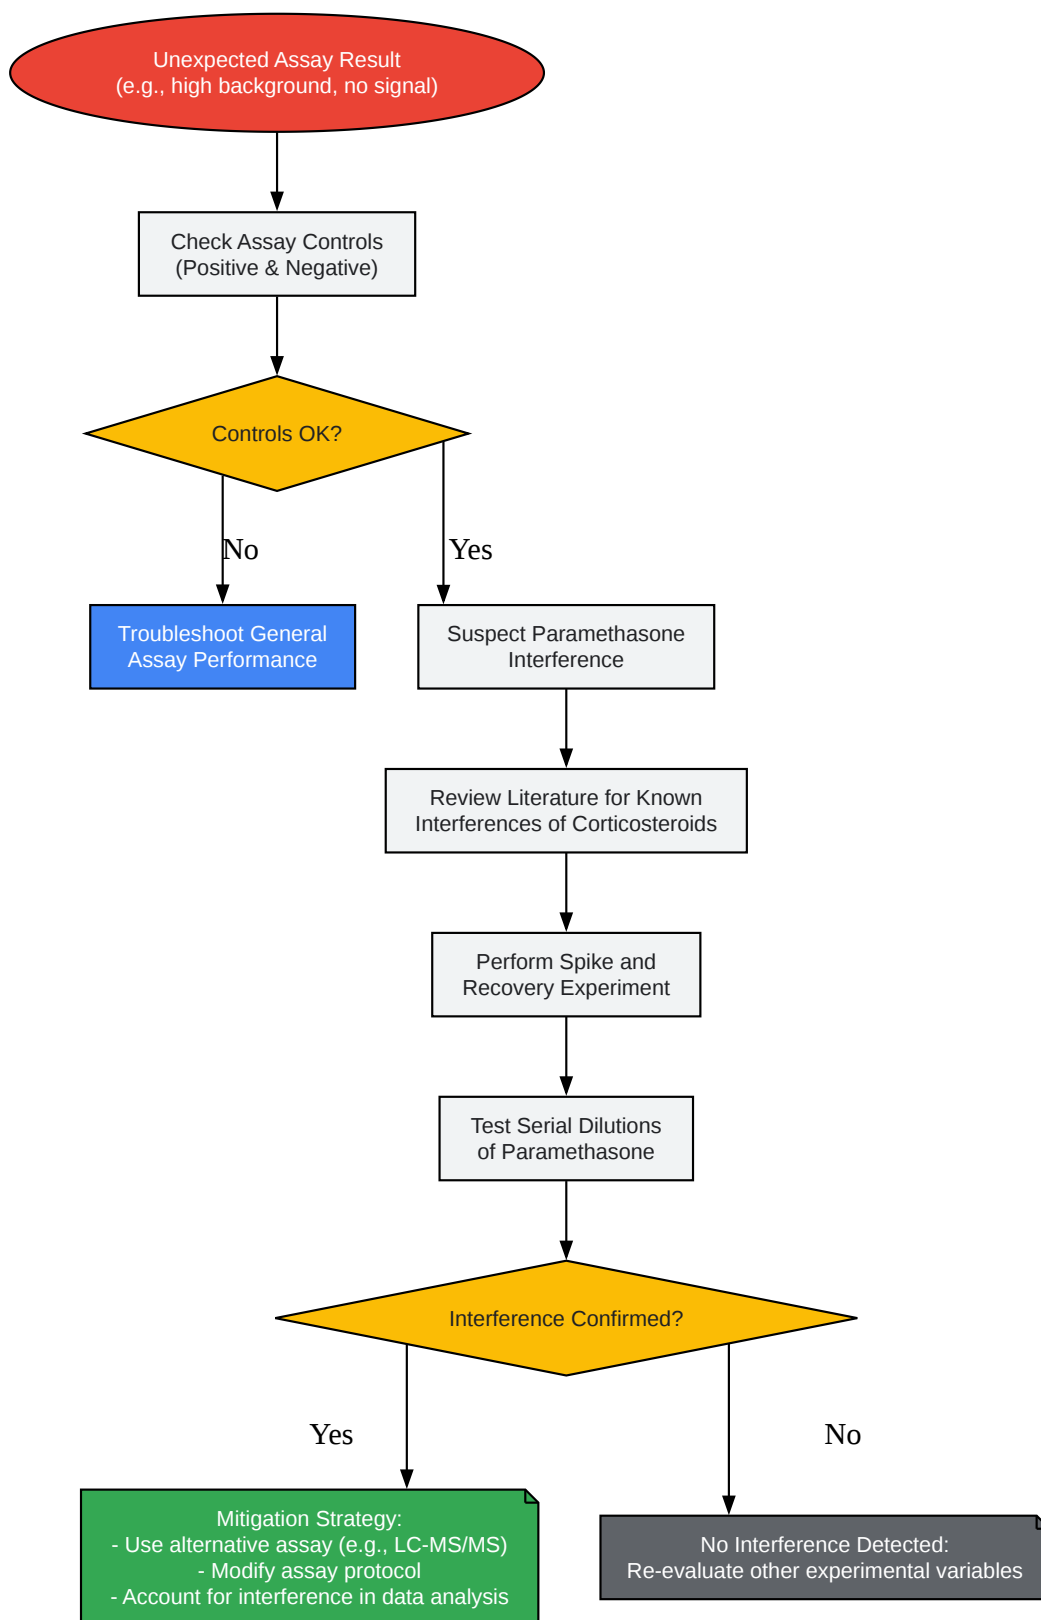 Unexpected Assay Result
(e.g., high background, no signal)
Check Assay Controls
(Positive & Negative)
Controls OK?
No
Yes
Troubleshoot General
Assay Performance
Suspect Paramethasone
Interference
Review Literature for Known
Interferences of Corticosteroids
Perform Spike and
Recovery Experiment
Test Serial Dilutions
of Paramethasone
Interference Confirmed?
Yes
No
Mitigation Strategy:
- Use alternative assay (e.g., LC-MS/MS)
- Modify assay protocol
- Account for interference in data analysis
No Interference Detected:
Re-evaluate other experimental variables